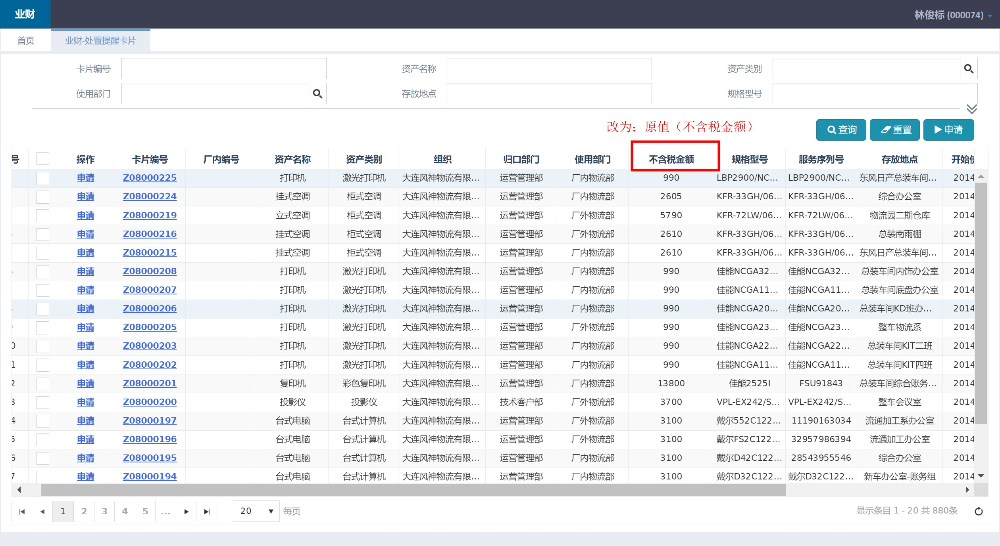 业财
林俊标 (000074)
首页 业财-处置提醒卡片
卡片编号 资产名称 资产类别
使用部门 存放地点 规格型号
改为：原值（不含税金额）
查询 重置 申请
号 操作 卡片编号 厂内编号 资产名称 资产类别 组织 归口部门 使用部门 不含税金额 规格型号 服务序列号 存放地点 开始使
申请 Z08000225 打印机 激光打印机 大连风神物流有限... 运营管理部 厂内物流部 990 LBP2900/NC... LBP2900/NC... 东风日产总装车间... 2014
申请 Z08000224 挂式空调 柜式空调 大连风神物流有限... 运营管理部 厂内物流部 2605 KFR-33GH/06... KFR-33GH/06... 综合办公室 2014
申请 Z08000219 立式空调 柜式空调 大连风神物流有限... 运营管理部 厂外物流部 5790 KFR-72LW/06... KFR-72LW/06... 物流园二期仓库 2014
申请 Z08000216 挂式空调 柜式空调 大连风神物流有限... 运营管理部 厂外物流部 2610 KFR-33GH/06... KFR-33GH/06... 总装南雨棚 2014
申请 Z08000215 挂式空调 柜式空调 大连风神物流有限... 运营管理部 厂内物流部 2610 KFR-33GH/06... KFR-33GH/06... 东风日产总装车间... 2014
申请 Z08000208 打印机 激光打印机 大连风神物流有限... 运营管理部 厂内物流部 990 佳能NCGA32... 佳能NCGA32... 总装车间内饰办公室 2014
申请 Z08000207 打印机 激光打印机 大连风神物流有限... 运营管理部 厂内物流部 990 佳能NCGA11... 佳能NCGA11... 总装车间底盘办公室 2014
申请 Z08000206 打印机 激光打印机 大连风神物流有限... 运营管理部 厂内物流部 990 佳能NCGA20... 佳能NCGA20... 总装车间KD班办... 2014
申请 Z08000205 打印机 激光打印机 大连风神物流有限... 运营管理部 厂外物流部 990 佳能NCGA23... 佳能NCGA23... 整车物流系 2014
0 申请 Z08000203 打印机 激光打印机 大连风神物流有限... 运营管理部 厂内物流部 990 佳能NCGA22... 佳能NCGA22... 总装车间KIT二班 2014
1 申请 Z08000202 打印机 激光打印机 大连风神物流有限... 运营管理部 厂内物流部 990 佳能NCGA11... 佳能NCGA11... 总装车间KIT四班 2014
2 申请 Z08000201 复印机 彩色复印机 大连风神物流有限... 运营管理部 厂内物流部 13800 佳能2525I FSU91843 总装车间综合账务... 2014
3 申请 Z08000200 投影仪 投影仪 大连风神物流有限... 技术客户部 厂外物流部 3700 VPL-EX242/S... VPL-EX242/S... 整车会议室 2014
4 申请 Z08000197 台式电脑 台式计算机 大连风神物流有限... 运营管理部 厂外物流部 3100 戴尔552C122... 11190163034 流通加工系办公室 2014
5 申请 Z08000196 台式电脑 台式计算机 大连风神物流有限... 运营管理部 厂外物流部 3100 戴尔FS2C122... 32957986394 流通加工办公室 2014
6 申请 Z08000195 台式电脑 台式计算机 大连风神物流有限... 运营管理部 厂内物流部 3100 戴尔D42C122... 28543955546 综合办公室 2014
7 申请 Z08000194 台式电脑 台式计算机 大连风神物流有限... 运营管理部 厂内物流部 3100 戴尔D32C122... 戴尔D32C122... 新车办公室-账务组 2014
1 2 3 4 5 ... 20 每页 显示条目 1 - 20 共 880条